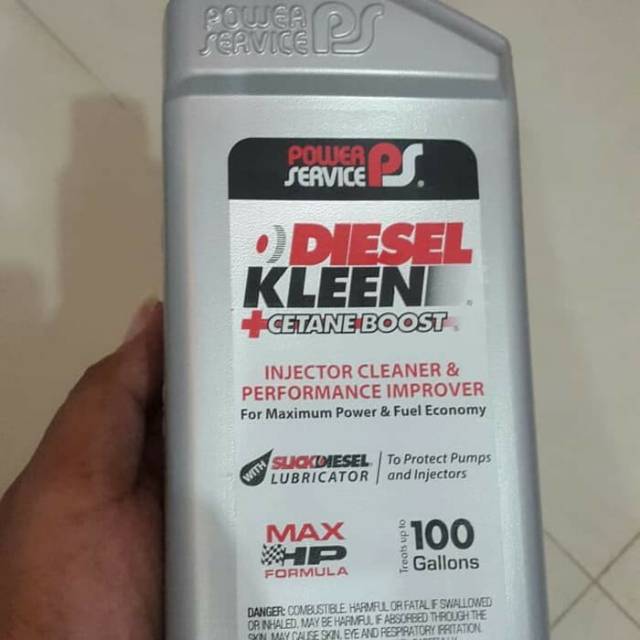 POWER
SERVICE PS
POWER
SERVICE PS®
DIESEL
KLEEN®
+CETANE BOOST
INJECTOR CLEANER &
PERFORMANCE IMPROVER
For Maximum Power & Fuel Economy
WITH SLICKDIESEL LUBRICATOR
To Protect Pumps
and Injectors
MAX
HP
FORMULA
Treats up to
100
Gallons
DANGER: COMBUSTIBLE. HARMFUL OR FATAL IF SWALLOWED
OR INHALED. MAY BE HARMFUL IF ABSORBED THROUGH THE
SKIN. MAY CAUSE SKIN, EYE AND RESPIRATORY IRRITATION.